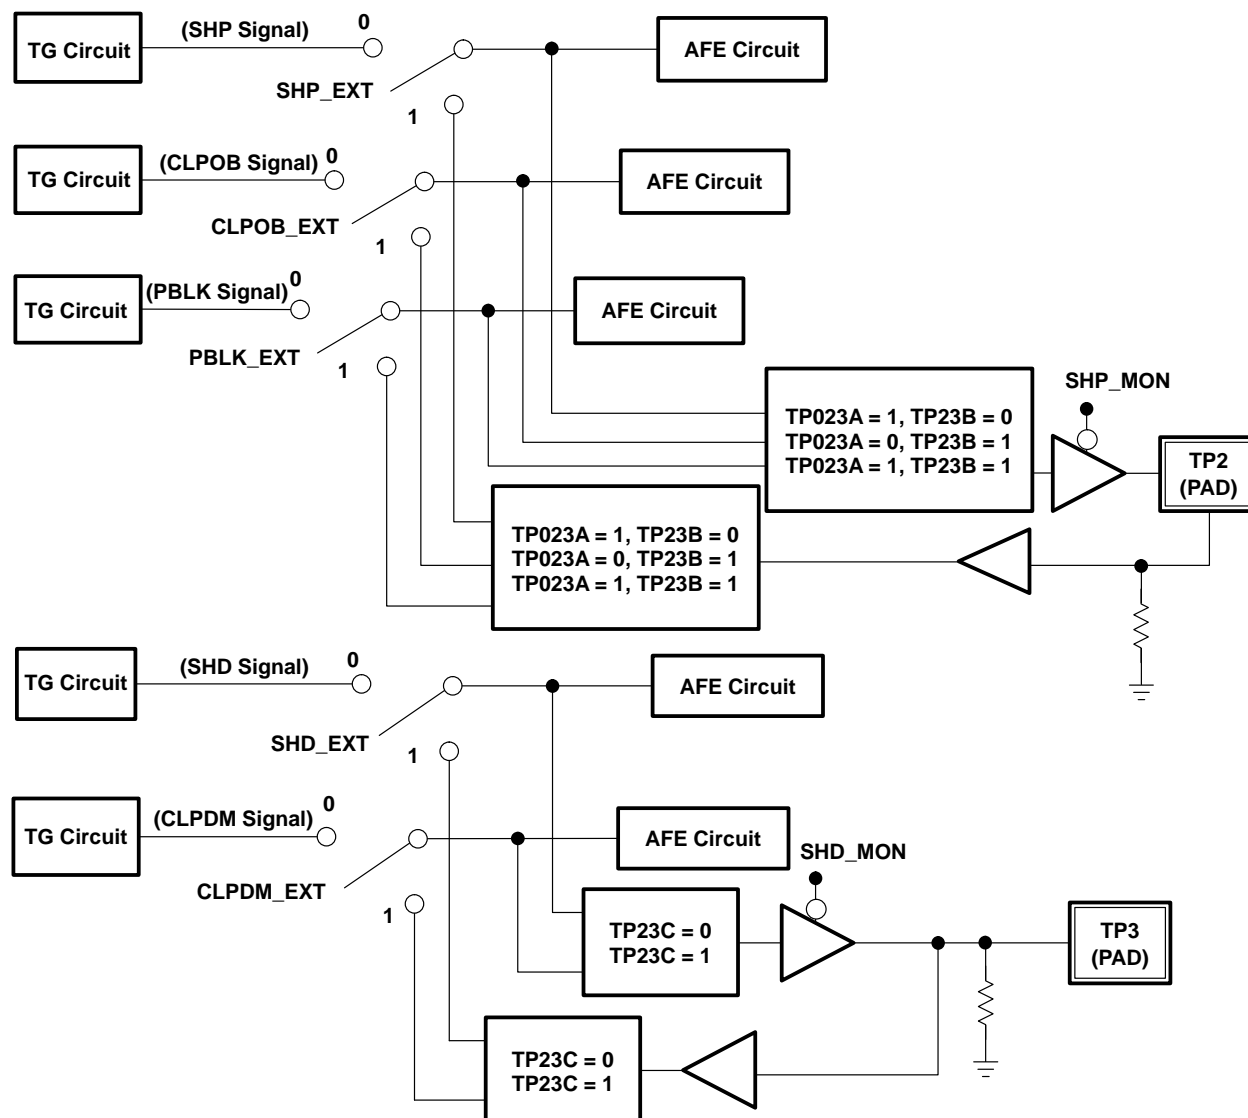 TG Circuit
(SHP Signal)
0
SHP_EXT
1
AFE Circuit
TG Circuit
(CLPOB Signal)
0
CLPOB_EXT
1
AFE Circuit
TG Circuit
(PBLK Signal)
0
PBLK_EXT
1
AFE Circuit
TP023A = 1, TP23B = 0
TP023A = 0, TP23B = 1
TP023A = 1, TP23B = 1
SHP_MON
TP2
(PAD)
TP023A = 1, TP23B = 0
TP023A = 0, TP23B = 1
TP023A = 1, TP23B = 1
TG Circuit
(SHD Signal)
0
SHD_EXT
1
AFE Circuit
TG Circuit
(CLPDM Signal)
0
CLPDM_EXT
1
AFE Circuit
SHD_MON
TP23C = 0
TP23C = 1
TP3
(PAD)
TP23C = 0
TP23C = 1